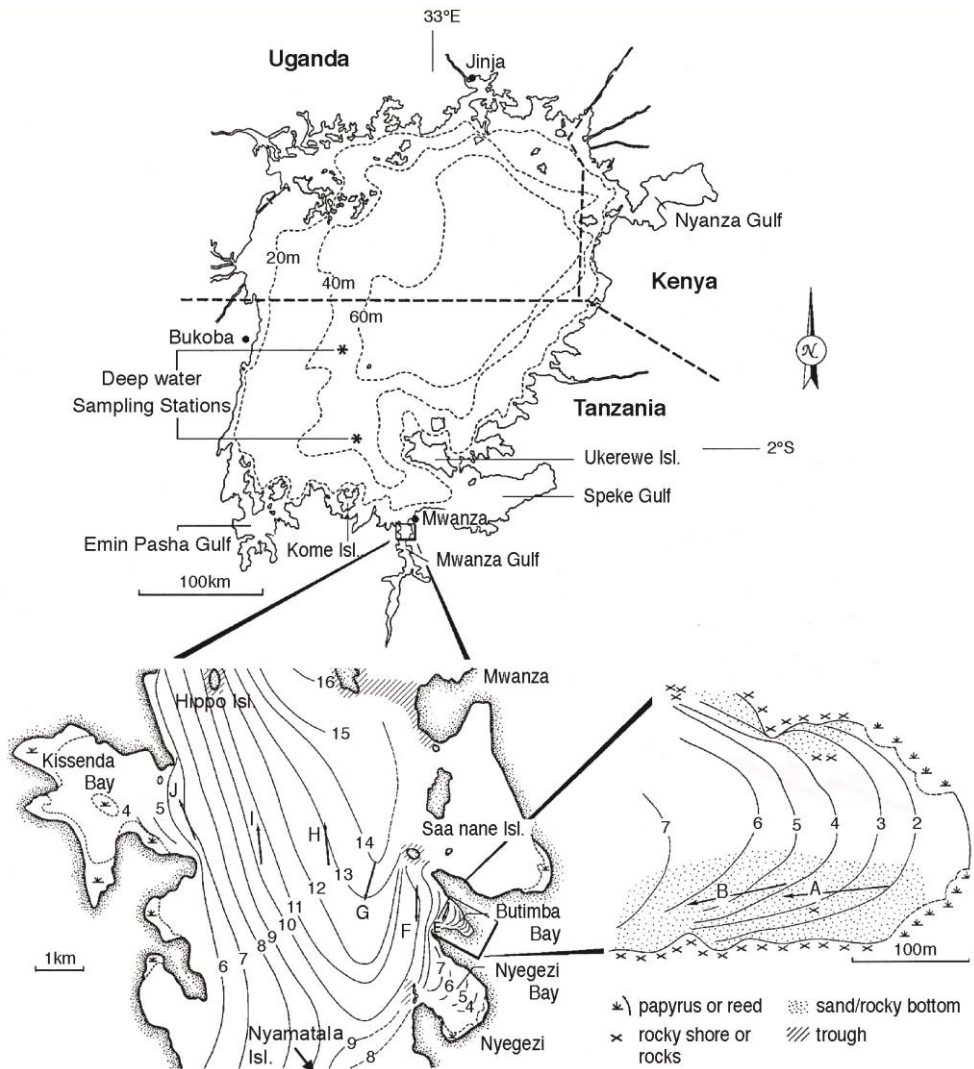 33°E
Uganda
Jinja
Nyanza Gulf
20m
40m
Kenya
60m
Bukoba
N
Deep water
Sampling Stations
Tanzania
Ukerewe Isl.
2°S
Speke Gulf
Mwanza
Emin Pasha Gulf
Kome Isl.
Mwanza Gulf
100km
16
Mwanza
Hippo Isl.
15
Kissenda
Bay
4
5
J
I
H
14
Saa nane Isl.
13
12
G
11
10
9
8
F
E
Butimba
Bay
1km
6
7
7
6
5
4
Nyegezi
Bay
Nyamatala
Isl.
9
8
Nyegezi
7
6
5
4
3
2
B
A
100m
papyrus or reed
sand/rocky bottom
rocky shore or
rocks
trough